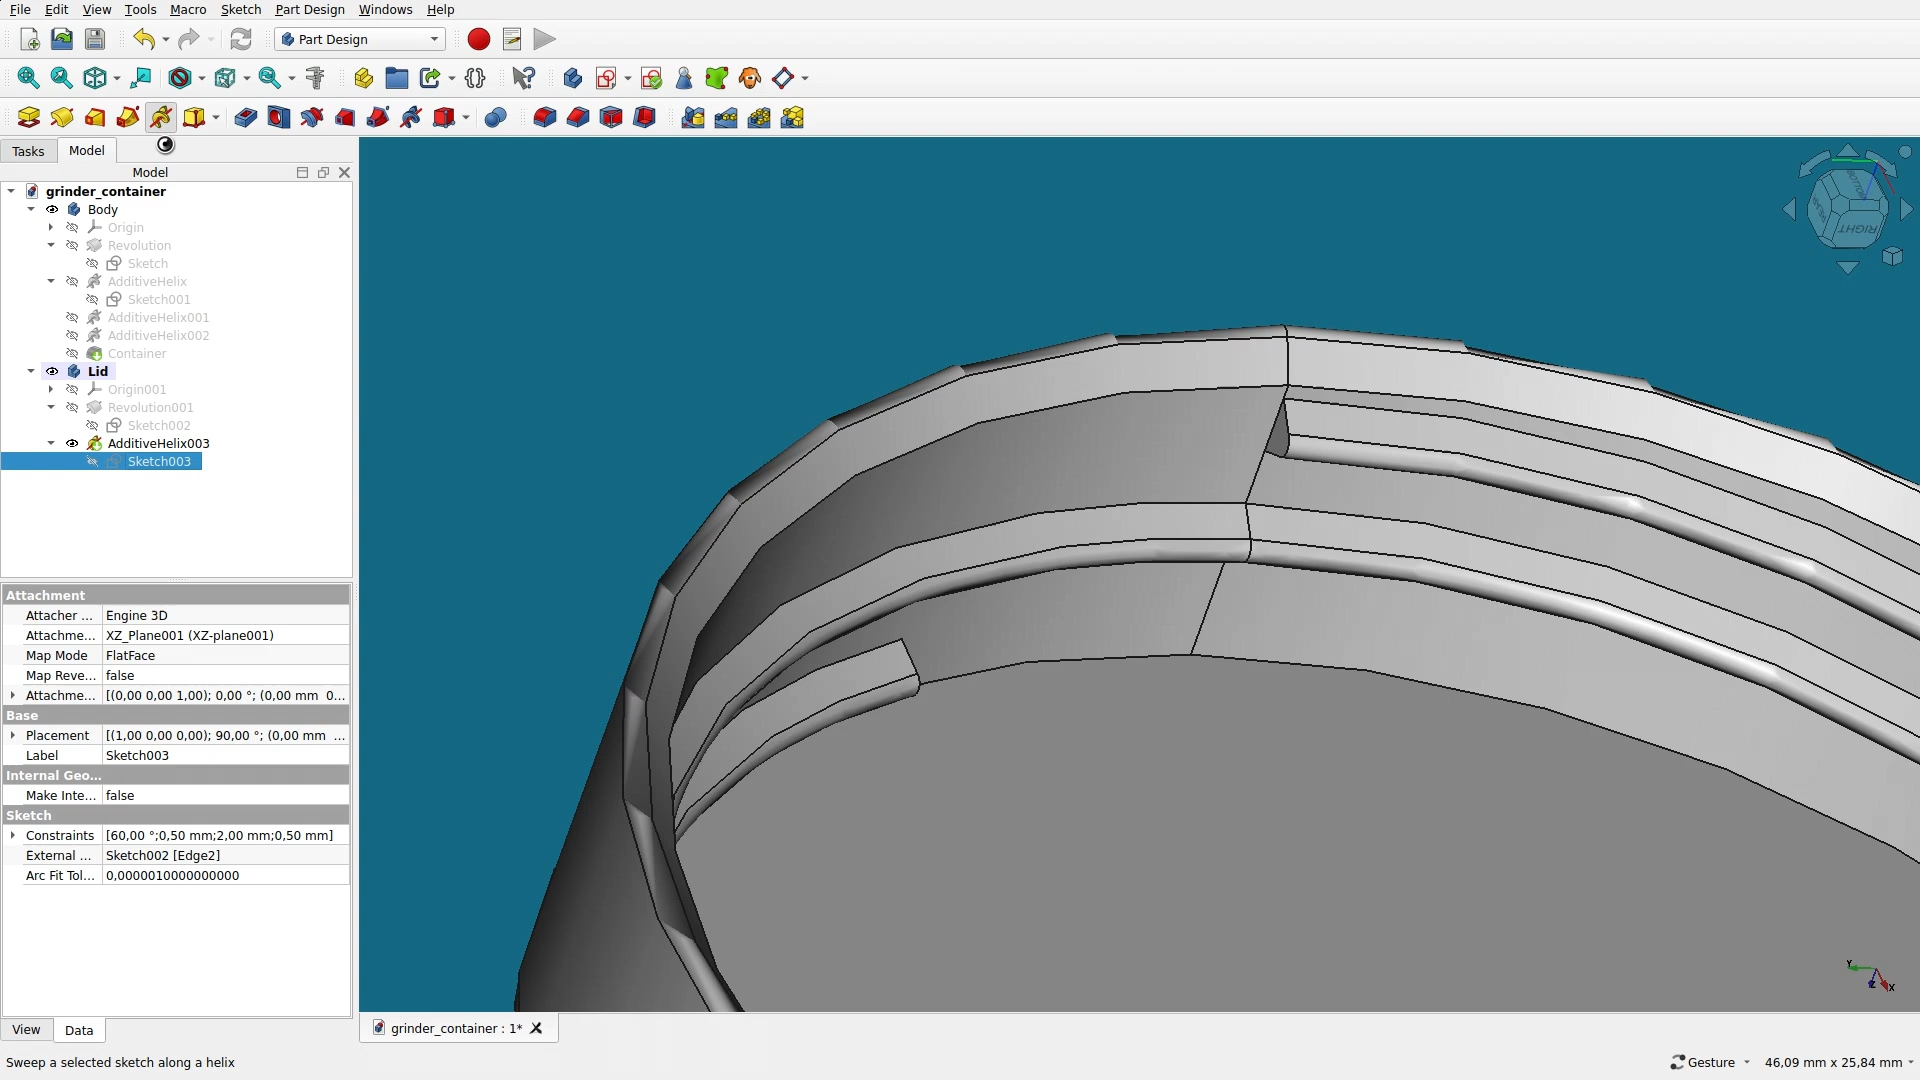 File Edit View Tools Macro Sketch Part Design Windows Help
Part Design
Tasks Model
Model
grinder_container
Body
Origin
Revolution
Sketch
AdditiveHelix
Sketch001
AdditiveHelix001
AdditiveHelix002
Container
Lid
Origin001
Revolution001
Sketch002
AdditiveHelix003
Sketch003
Attachment
Attacher ... Engine 3D
Attachme... XZ_Plane001 (XZ-plane001)
Map Mode FlatFace
Map Reve... false
Attachme... [(0,00 0,00 1,00); 0,00 °; (0,00 mm 0...
Base
Placement [(1,00 0,00 0,00); 90,00 °; (0,00 mm ...
Label Sketch003
Internal Geo...
Make Inte... false
Sketch
Constraints [60,00 °;0,50 mm;2,00 mm;0,50 mm]
External ... Sketch002 [Edge2]
Arc Fit Tol... 0,0000010000000000
View Data
BOTTOM
REAR
RIGHT
Y
Z
X
grinder_container : 1*
Sweep a selected sketch along a helix
Gesture 46,09 mm x 25,84 mm